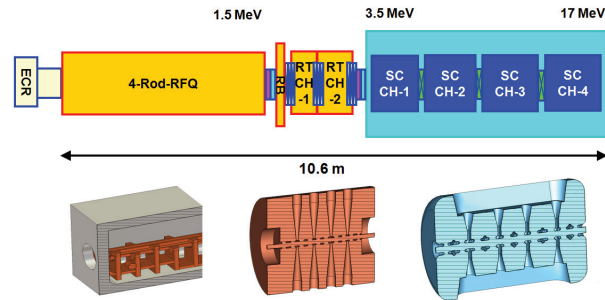 1.5 MeV
3.5 MeV
17 MeV
ECR
4-Rod-RFQ
RB
RT
CH
-1
RT
CH
-2
SC
CH-1
SC
CH-2
SC
CH-3
SC
CH-4
10.6 m